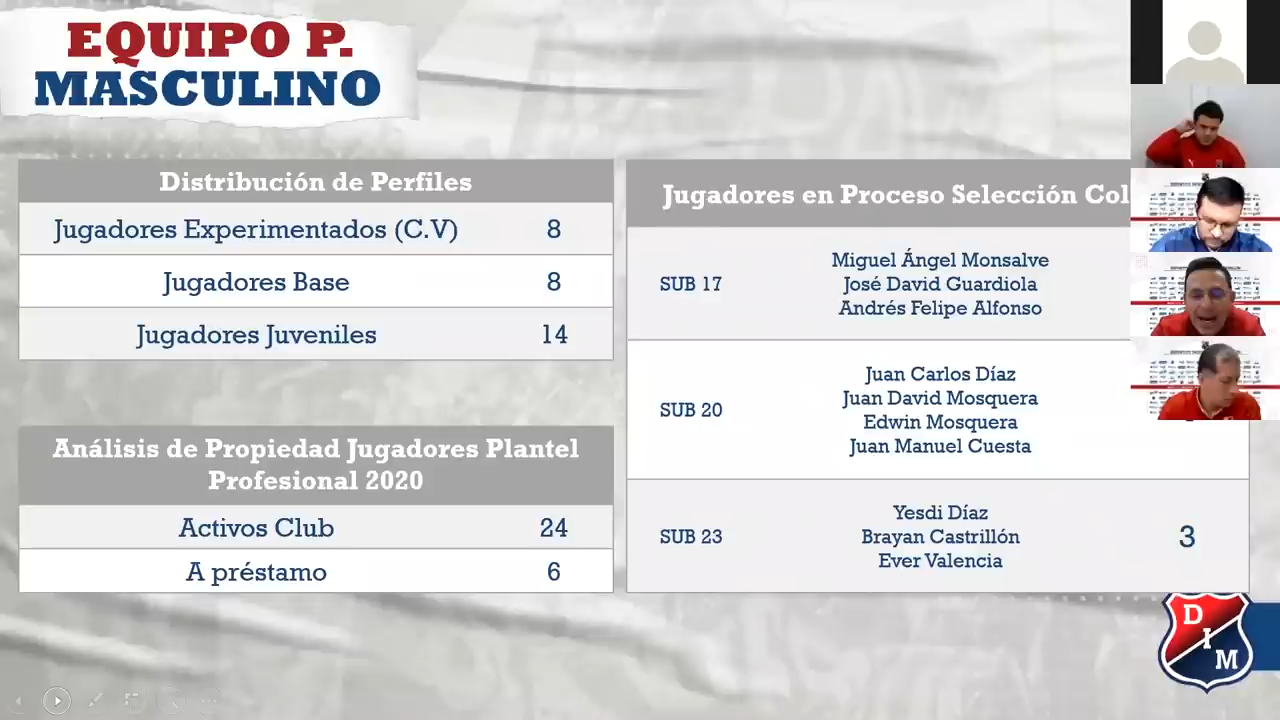 EQUIPO P.
MASCULINO
Distribución de Perfiles
Jugadores Experimentados (C.V) 8
Jugadores Base 8
Jugadores Juveniles 14
Análisis de Propiedad Jugadores Plantel
Profesional 2020
Activos Club 24
A préstamo 6
Jugadores en Proceso Selección Col
SUB 17
Miguel Ángel Monsalve
José David Guardiola
Andrés Felipe Alfonso
SUB 20
Juan Carlos Díaz
Juan David Mosquera
Edwin Mosquera
Juan Manuel Cuesta
SUB 23
Yesdi Díaz
Brayan Castrillón
Ever Valencia
3
D
I
M